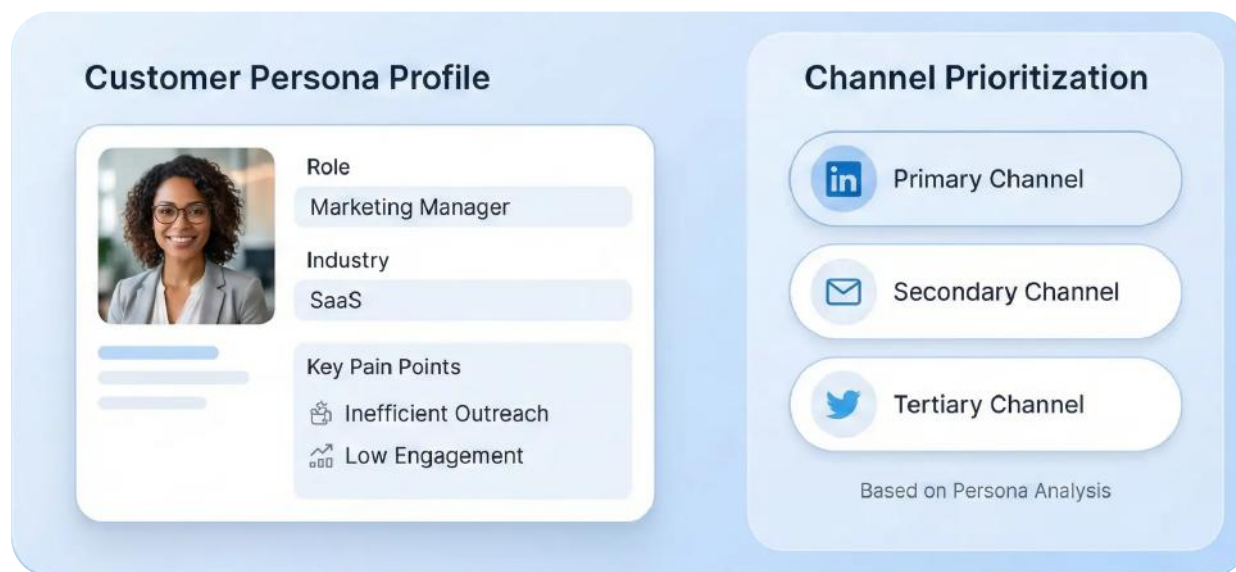 Customer Persona Profile
Role
Marketing Manager
Industry
SaaS
Key Pain Points
Inefficient Outreach
Low Engagement
Channel Prioritization
in Primary Channel
Secondary Channel
Tertiary Channel
Based on Persona Analysis